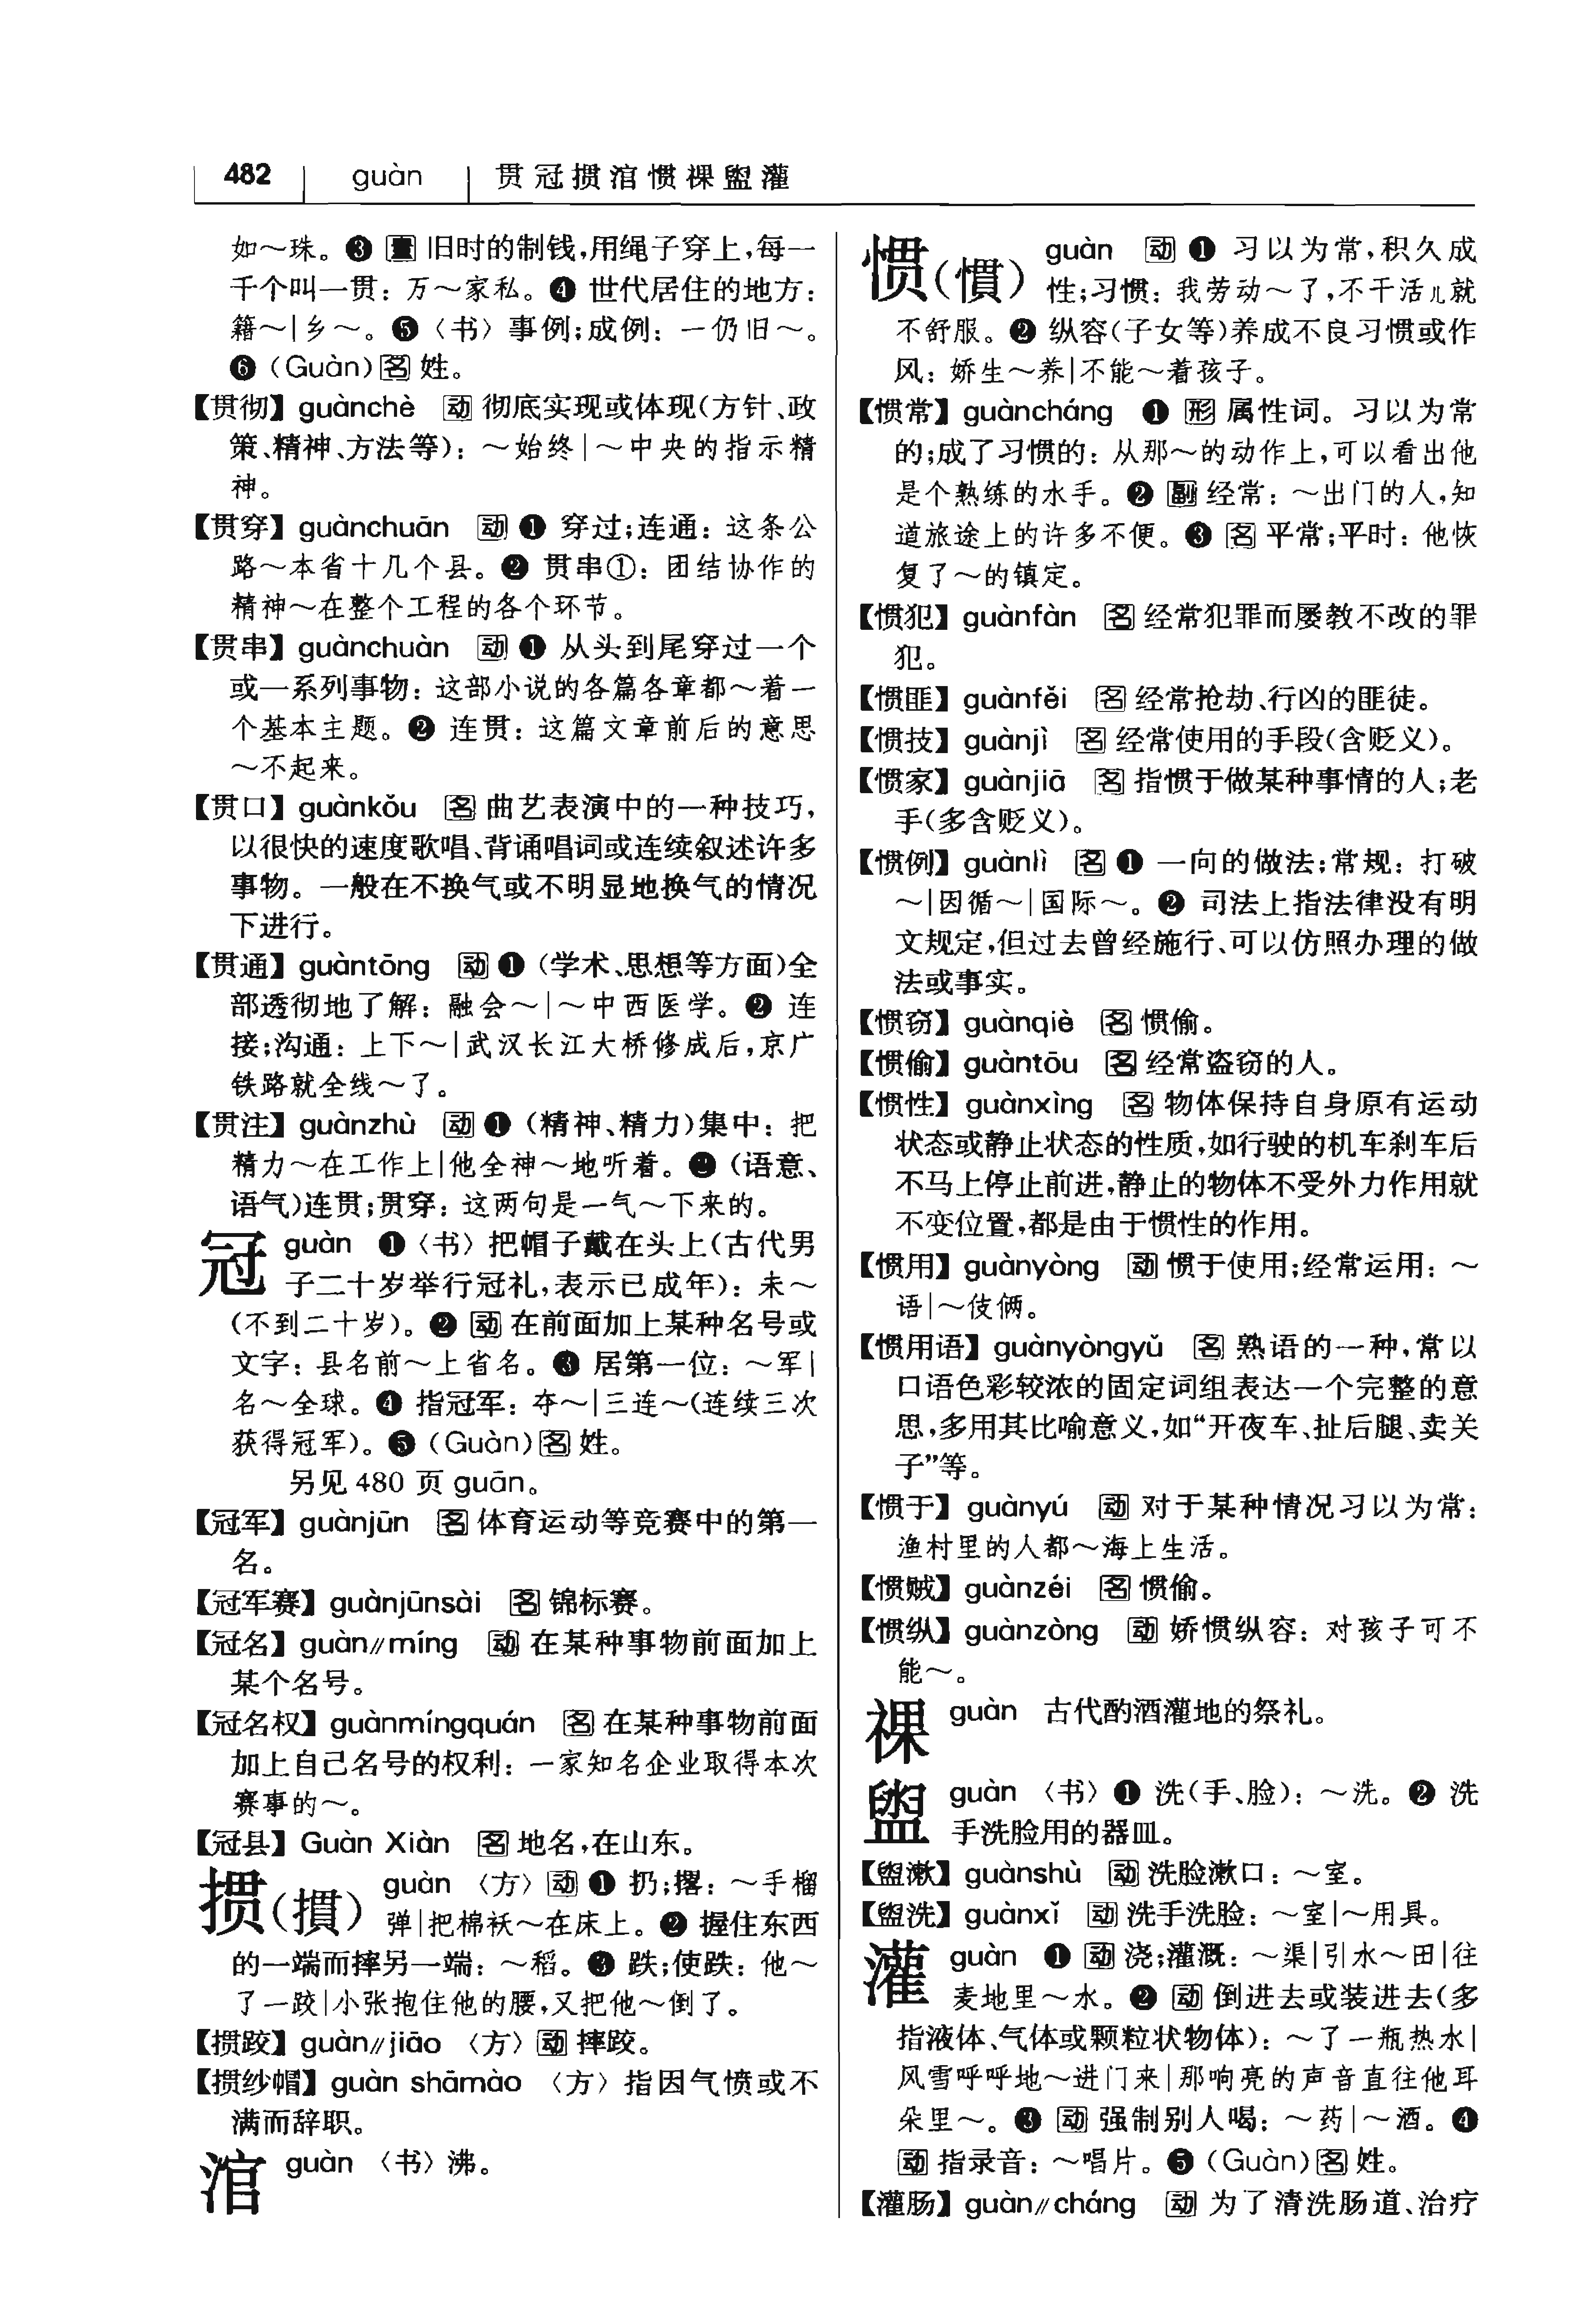 482 guàn 贯冠掼涫惯祼盥灌
如～珠。❸ 量 旧时的制钱,用绳子穿上,每一
千个叫一贯：万～家私。❹ 世代居住的地方：
籍～|乡～。❺〈书〉事例;成例：一仍旧～。
❻（Guàn）名 姓。
【贯彻】guànchè 动 彻底实现或体现(方针、政
策、精神、方法等)：～始终|～中央的指示精
神。
【贯穿】guànchuān 动 ❶ 穿过;连通：这条公
路～本省十几个县。❷ 贯串①：团结协作的
精神～在整个工程的各个环节。
【贯串】guànchuàn 动 ❶ 从头到尾穿过一个
或一系列事物：这部小说的各篇各章都～着一
个基本主题。❷ 连贯：这篇文章前后的意思
～不起来。
【贯口】guànkǒu 名 曲艺表演中的一种技巧,
以很快的速度歌唱、背诵唱词或连续叙述许多
事物。一般在不换气或不明显地换气的情况
下进行。
【贯通】guàntōng 动 ❶ (学术、思想等方面)全
部透彻地了解：融会～|～中西医学。❷ 连
接;沟通：上下～|武汉长江大桥修成后,京广
铁路就全线～了。
【贯注】guànzhù 动 ❶ (精神、精力)集中：把
精力～在工作上|他全神～地听着。❷ (语意、
语气)连贯;贯穿：这两句是一气～下来的。
冠 guàn ❶〈书〉把帽子戴在头上(古代男
子二十岁举行冠礼,表示已成年)：未～
(不到二十岁)。❷ 动 在前面加上某种名号或
文字：县名前～上省名。❸ 居第一位：～军|
名～全球。❹ 指冠军：夺～|三连～(连续三次
获得冠军)。❺（Guàn）名 姓。
另见 480 页 guān。
【冠军】guànjūn 名 体育运动等竞赛中的第一
名。
【冠军赛】guànjūnsài 名 锦标赛。
【冠名】guàn∥míng 动 在某种事物前面加上
某个名号。
【冠名权】guànmíngquán 名 在某种事物前面
加上自己名号的权利：一家知名企业取得本次
赛事的～。
【冠县】Guàn Xiàn 名 地名,在山东。
掼(摜) guàn 〈方〉动 ❶ 扔;撂：～手榴
弹|把棉袄～在床上。❷ 握住东西
的一端而摔另一端：～稻。❸ 跌;使跌：他～
了一跤|小张抱住他的腰,又把他～倒了。
【掼跤】guàn∥jiāo 〈方〉动 摔跤。
【掼纱帽】guàn shāmào 〈方〉指因气愤或不
满而辞职。
涫 guàn 〈书〉沸。
惯(慣) guàn 动 ❶ 习以为常,积久成
性;习惯：我劳动～了,不干活儿就
不舒服。❷ 纵容(子女等)养成不良习惯或作
风：娇生～养|不能～着孩子。
【惯常】guàncháng ❶ 形 属性词。习以为常
的;成了习惯的：从那～的动作上,可以看出他
是个熟练的水手。❷ 副 经常：～出门的人,知
道旅途上的许多不便。❸ 名 平常;平时：他恢
复了～的镇定。
【惯犯】guànfàn 名 经常犯罪而屡教不改的罪
犯。
【惯匪】guànfěi 名 经常抢劫、行凶的匪徒。
【惯技】guànjì 名 经常使用的手段(含贬义)。
【惯家】guànjiā 名 指惯于做某种事情的人;老
手(多含贬义)。
【惯例】guànlì 名 ❶ 一向的做法;常规：打破
～|因循～|国际～。❷ 司法上指法律没有明
文规定,但过去曾经施行、可以仿照办理的做
法或事实。
【惯窃】guànqiè 名 惯偷。
【惯偷】guàntōu 名 经常盗窃的人。
【惯性】guànxìng 名 物体保持自身原有运动
状态或静止状态的性质,如行驶的机车刹车后
不马上停止前进,静止的物体不受外力作用就
不变位置,都是由于惯性的作用。
【惯用】guànyòng 动 惯于使用;经常运用：～
语|～伎俩。
【惯用语】guànyòngyǔ 名 熟语的一种,常以
口语色彩较浓的固定词组表达一个完整的意
思,多用其比喻意义,如“开夜车、扯后腿、卖关
子”等。
【惯于】guànyú 动 对于某种情况习以为常：
渔村里的人都～海上生活。
【惯贼】guànzéi 名 惯偷。
【惯纵】guànzòng 动 娇惯纵容：对孩子可不
能～。
祼 guàn 古代酌酒灌地的祭礼。
盥 guàn 〈书〉❶ 洗(手、脸)：～洗。❷ 洗
手洗脸用的器皿。
【盥漱】guànshù 动 洗脸漱口：～室。
【盥洗】guànxǐ 动 洗手洗脸：～室|～用具。
灌 guàn ❶ 动 浇;灌溉：～渠|引水～田|往
麦地里～水。❷ 动 倒进去或装进去(多
指液体、气体或颗粒状物体)：～了一瓶热水|
风雪呼呼地～进门来|那响亮的声音直往他耳
朵里～。❸ 动 强制别人喝：～药|～酒。❹
动 指录音：～唱片。❺（Guàn）名 姓。
【灌肠】guàn∥cháng 动 为了清洗肠道、治疗